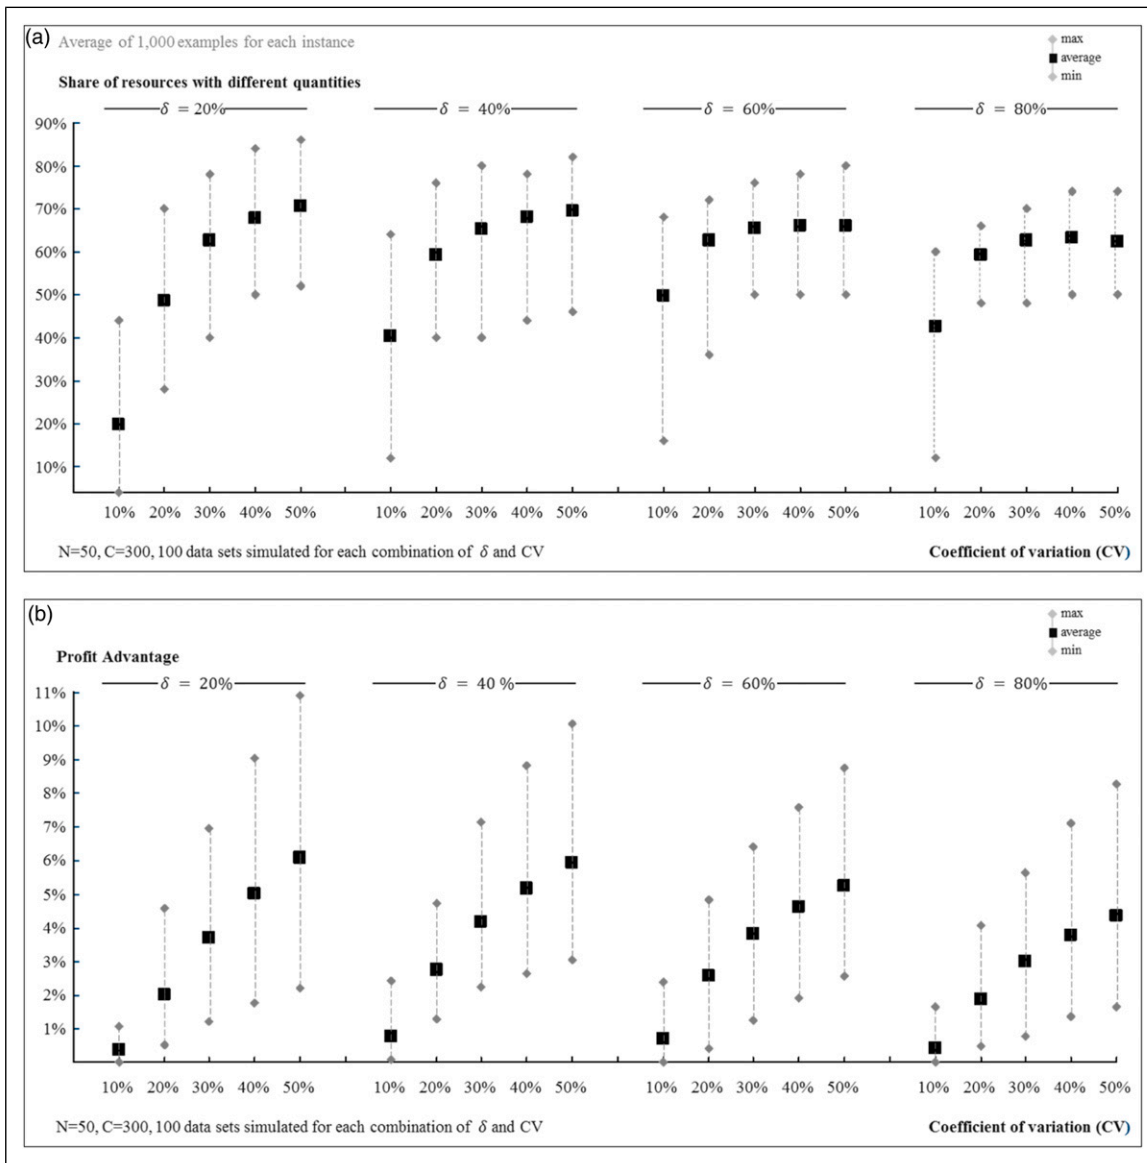 (a) Average of 1,000 examples for each instance
max
average
min
Share of resources with different quantities
δ = 20% δ = 40% δ = 60% δ = 80%
90%
80%
70%
60%
50%
40%
30%
20%
10%
10% 20% 30% 40% 50% 10% 20% 30% 40% 50% 10% 20% 30% 40% 50% 10% 20% 30% 40% 50%
N=50, C=300, 100 data sets simulated for each combination of δ and CV Coefficient of variation (CV)
(b)
max
average
min
Profit Advantage
δ = 20% δ = 40 % δ = 60% δ = 80%
11%
10%
9%
8%
7%
6%
5%
4%
3%
2%
1%
10% 20% 30% 40% 50% 10% 20% 30% 40% 50% 10% 20% 30% 40% 50% 10% 20% 30% 40% 50%
N=50, C=300, 100 data sets simulated for each combination of δ and CV Coefficient of variation (CV)